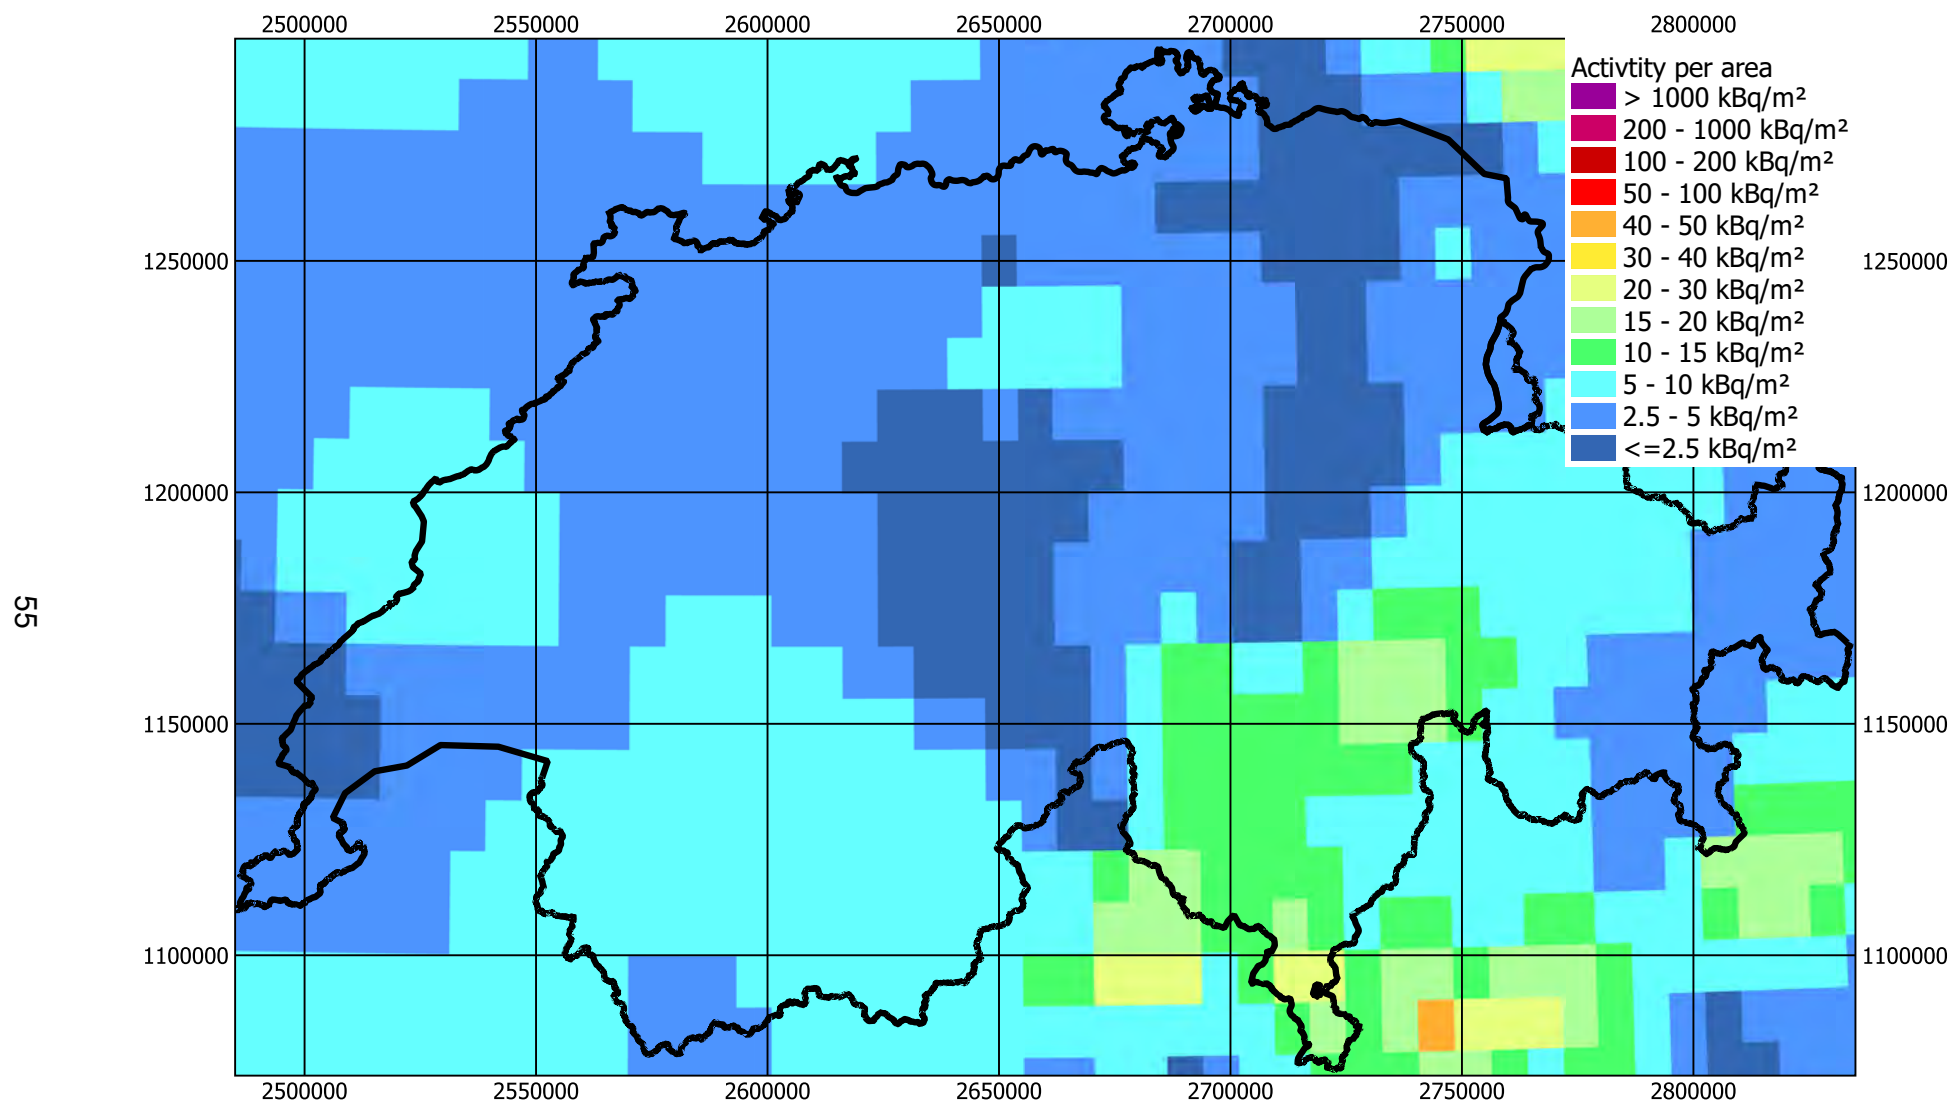 2500000 2550000 2600000 2650000 2700000 2750000 2800000
Activtity per area
> 1000 kBq/m²
200 - 1000 kBq/m²
100 - 200 kBq/m²
50 - 100 kBq/m²
40 - 50 kBq/m²
30 - 40 kBq/m²
20 - 30 kBq/m²
15 - 20 kBq/m²
10 - 15 kBq/m²
5 - 10 kBq/m²
2.5 - 5 kBq/m²
<=2.5 kBq/m²
1250000 1250000
1200000 1200000
55
1150000 1150000
1100000 1100000
2500000 2550000 2600000 2650000 2700000 2750000 2800000